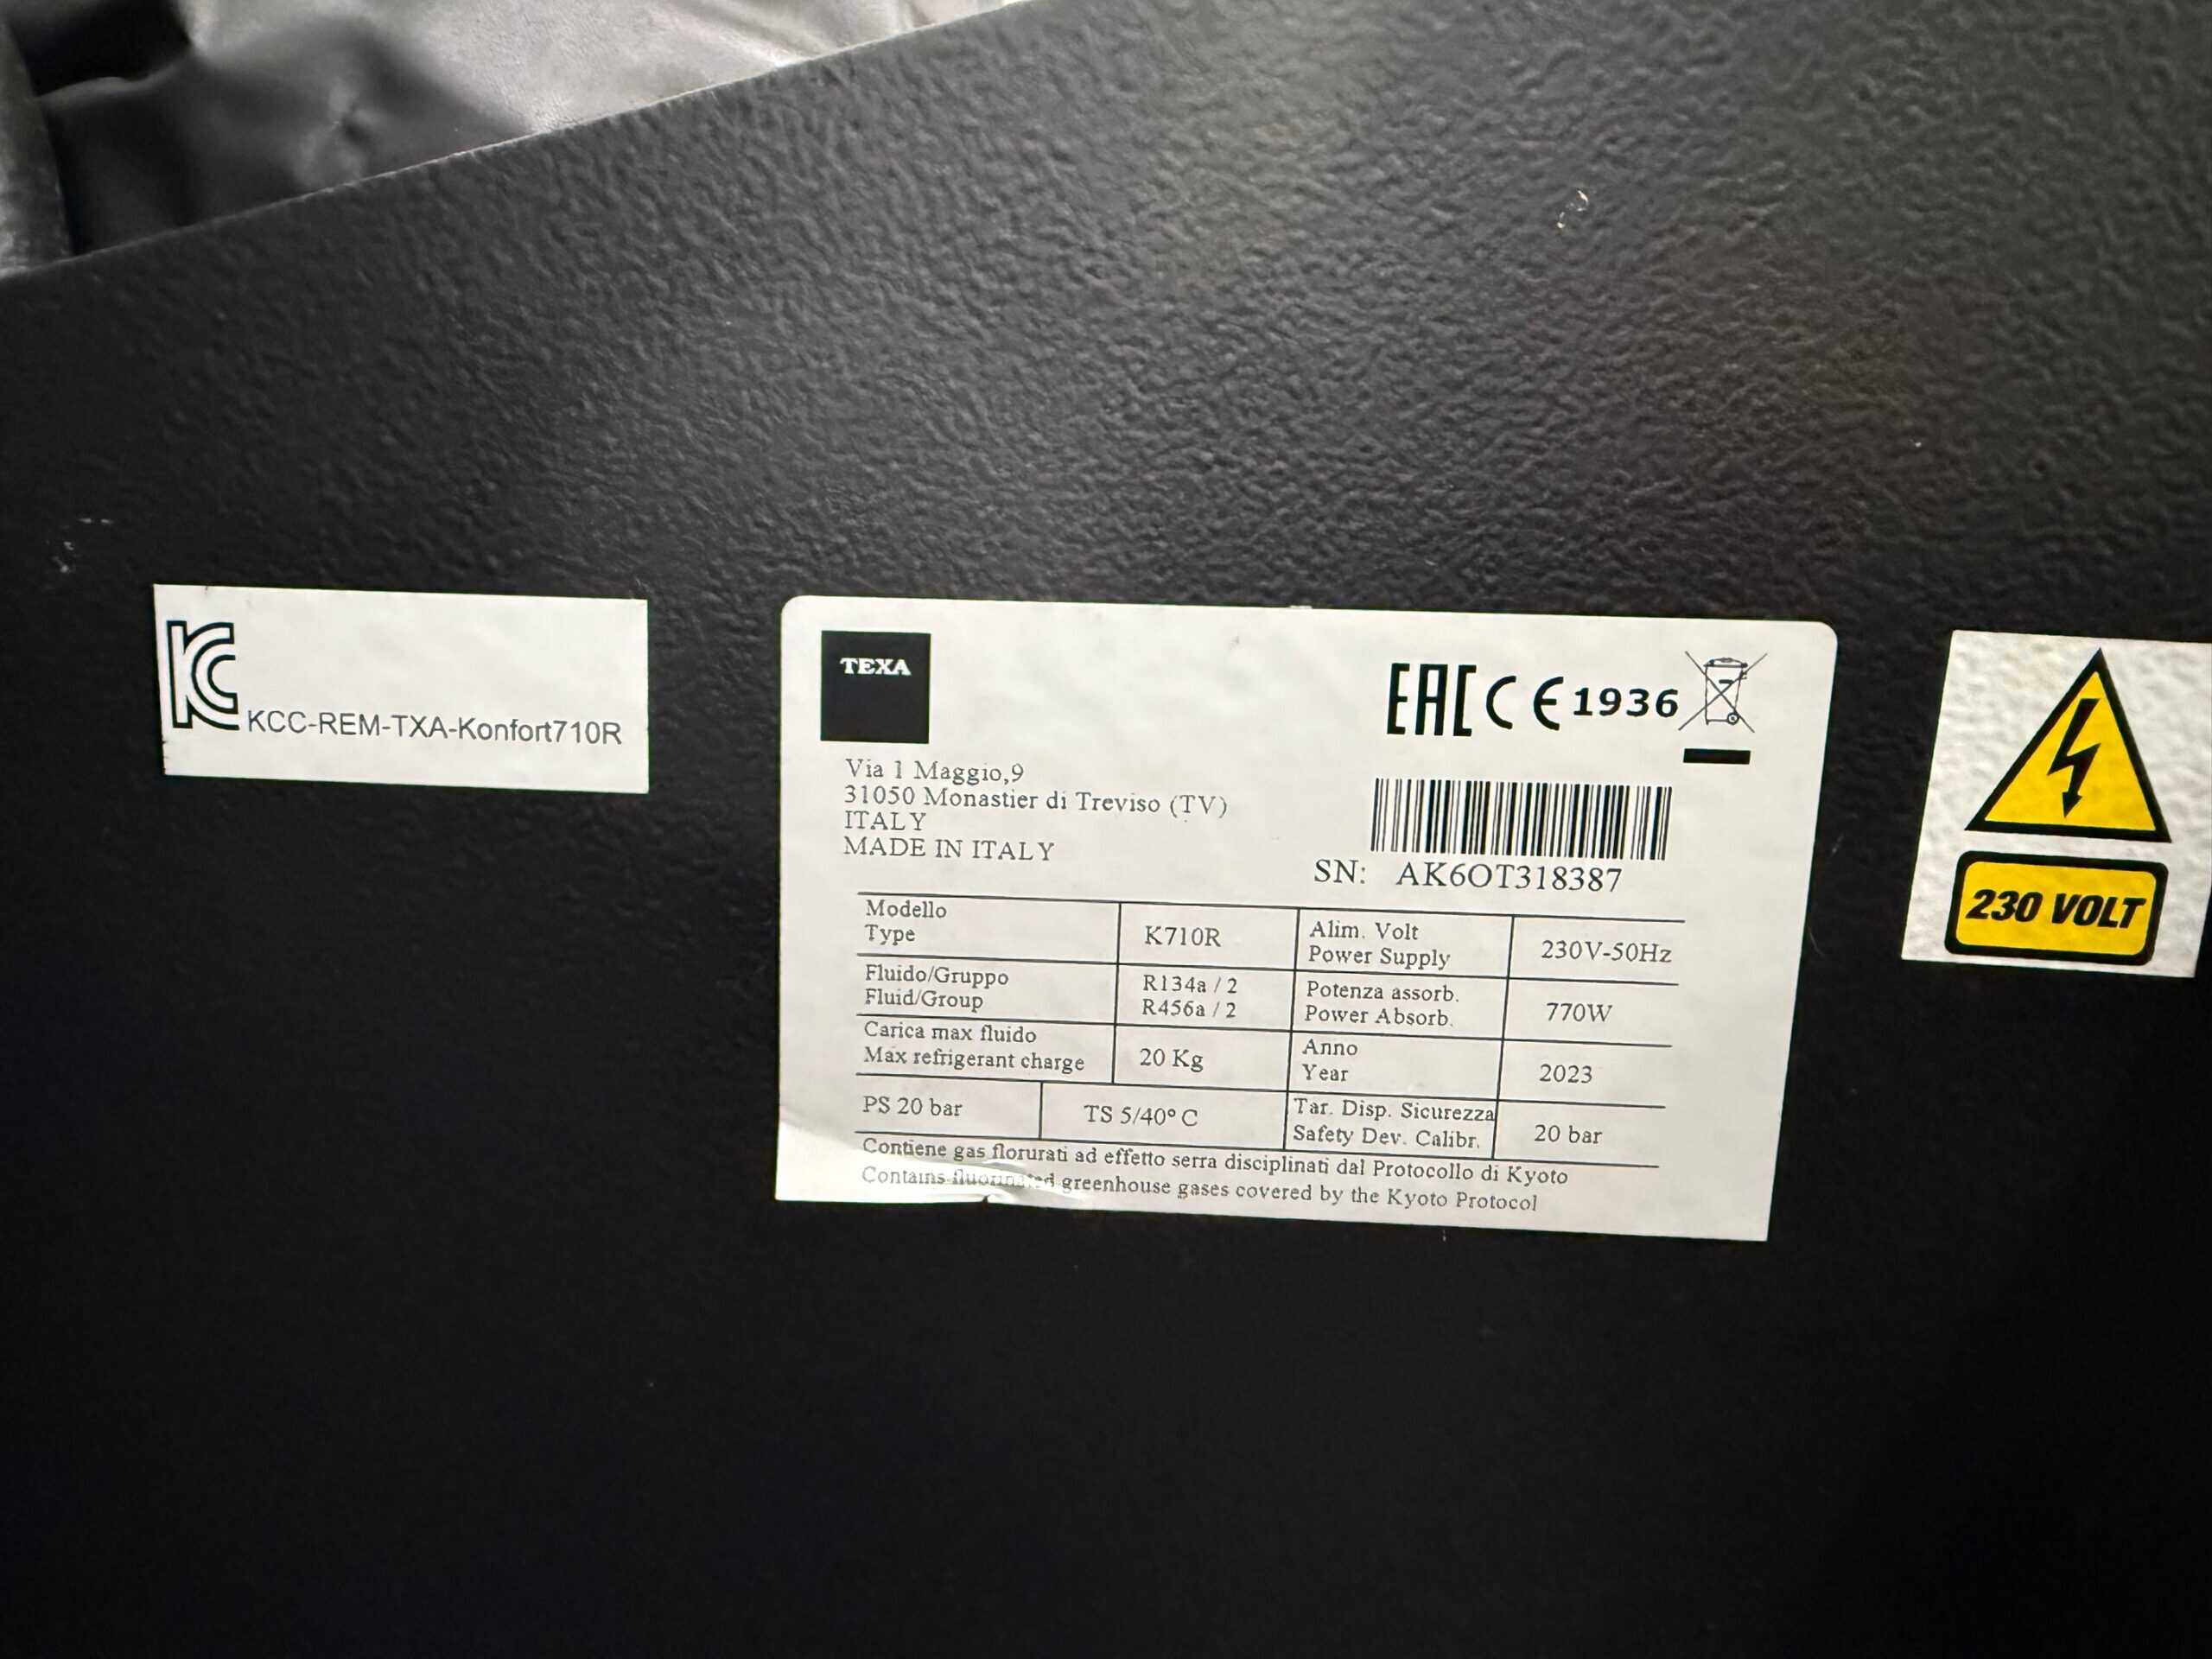 KC
KCC-REM-TXA-Konfort710R
TEXA
EAC CE 1936
Via 1 Maggio,9
31050 Monastier di Treviso (TV)
ITALY
MADE IN ITALY
SN: AK6OT318387
Modello
Type
K710R
Alim. Volt
Power Supply
230V-50Hz
Fluido/Gruppo
Fluid/Group
R134a / 2
R456a / 2
Potenza assorb.
Power Absorb.
770W
Carica max fluido
Max refrigerant charge
20 Kg
Anno
Year
2023
PS 20 bar
TS 5/40° C
Tar. Disp. Sicurezza
Safety Dev. Calibr.
20 bar
Contiene gas florurati ad effetto serra disciplinati dal Protocollo di Kyoto
Contains fluorinated greenhouse gases covered by the Kyoto Protocol
230 VOLT